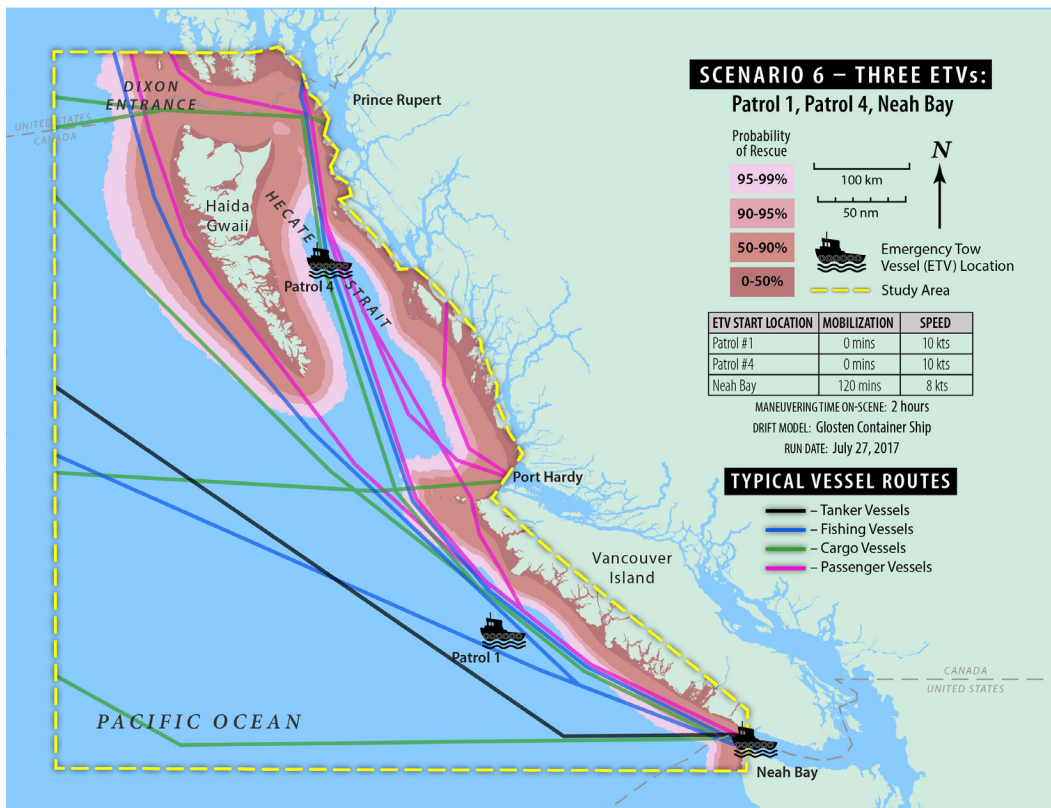 SCENARIO 6 – THREE ETVs:
Patrol 1, Patrol 4, Neah Bay
Probability
of Rescue
95-99%
90-95%
50-90%
0-50%
100 km
50 nm
N
Emergency Tow
Vessel (ETV) Location
Study Area
ETV START LOCATION MOBILIZATION SPEED
Patrol #1 0 mins 10 kts
Patrol #4 0 mins 10 kts
Neah Bay 120 mins 8 kts
MANEUVERING TIME ON-SCENE: 2 hours
DRIFT MODEL: Glosten Container Ship
RUN DATE: July 27, 2017
TYPICAL VESSEL ROUTES
– Tanker Vessels
– Fishing Vessels
– Cargo Vessels
– Passenger Vessels
DIXON
ENTRANCE
UNITED STATES
CANADA
Prince Rupert
Haida
Gwaii
HECATE
STRAIT
Patrol 4
Port Hardy
Vancouver
Island
Patrol 1
CANADA
UNITED STATES
PACIFIC OCEAN
Neah Bay